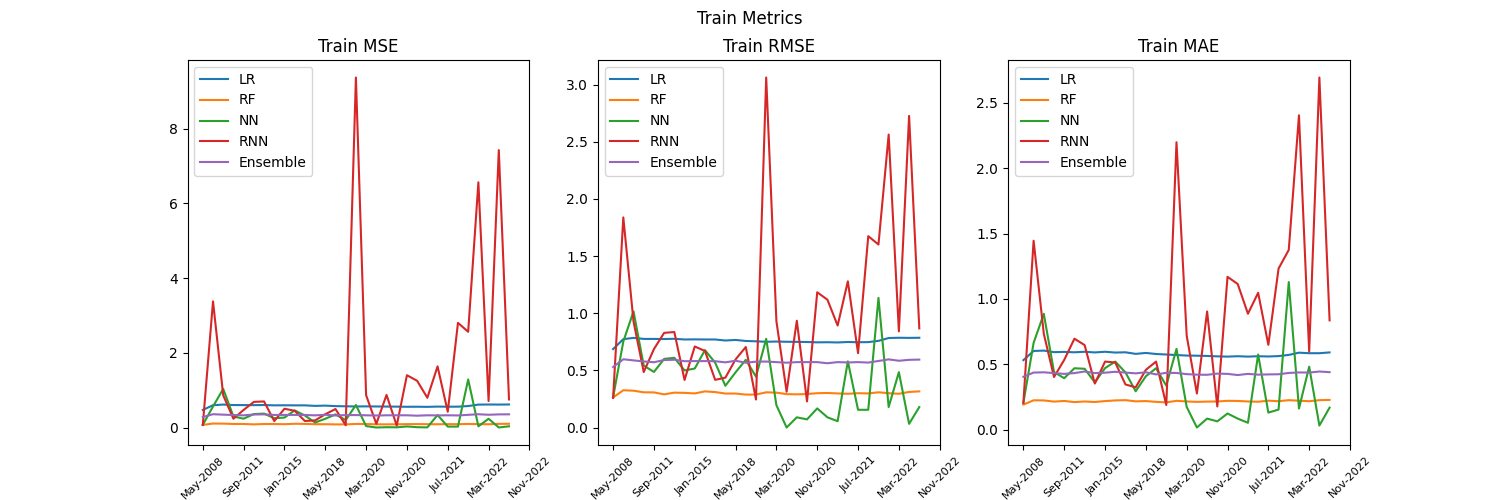 Train Metrics
Train MSE
LR
RF
NN
RNN
Ensemble
8
6
4
2
0
May-2008
Sep-2011
Jan-2015
May-2018
Mar-2020
Nov-2020
Jul-2021
Mar-2022
Nov-2022
Train RMSE
LR
RF
NN
RNN
Ensemble
3.0
2.5
2.0
1.5
1.0
0.5
0.0
May-2008
Sep-2011
Jan-2015
May-2018
Mar-2020
Nov-2020
Jul-2021
Mar-2022
Nov-2022
Train MAE
LR
RF
NN
RNN
Ensemble
2.5
2.0
1.5
1.0
0.5
0.0
May-2008
Sep-2011
Jan-2015
May-2018
Mar-2020
Nov-2020
Jul-2021
Mar-2022
Nov-2022